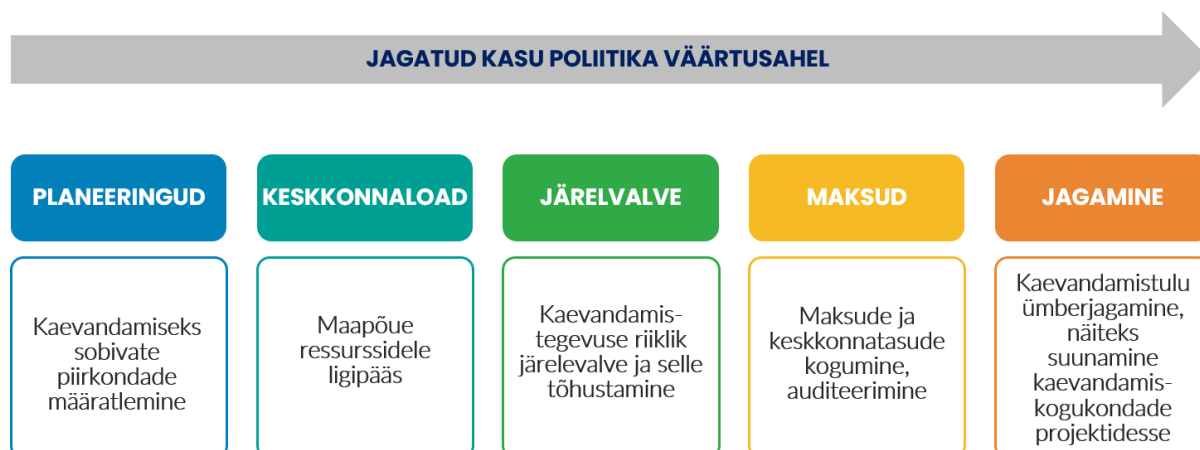 JAGATUD KASU POLIITIKA VÄÄRTUSAHEL
PLANEERINGUD
Kaevandamiseks
sobivate
piirkondade
määratlemine
KESKKONNALOAD
Maapõue
ressurssidele
ligipääs
JÄRELVALVE
Kaevandamis-
tegevuse riiklik
järelevalve ja selle
tõhustamine
MAKSUD
Maksude ja
keskkonnatasude
kogumine,
auditeerimine
JAGAMINE
Kaevandamistulu
ümberjagamine,
näiteks
suunamine
kaevandamis-
kogukondade
projektidesse